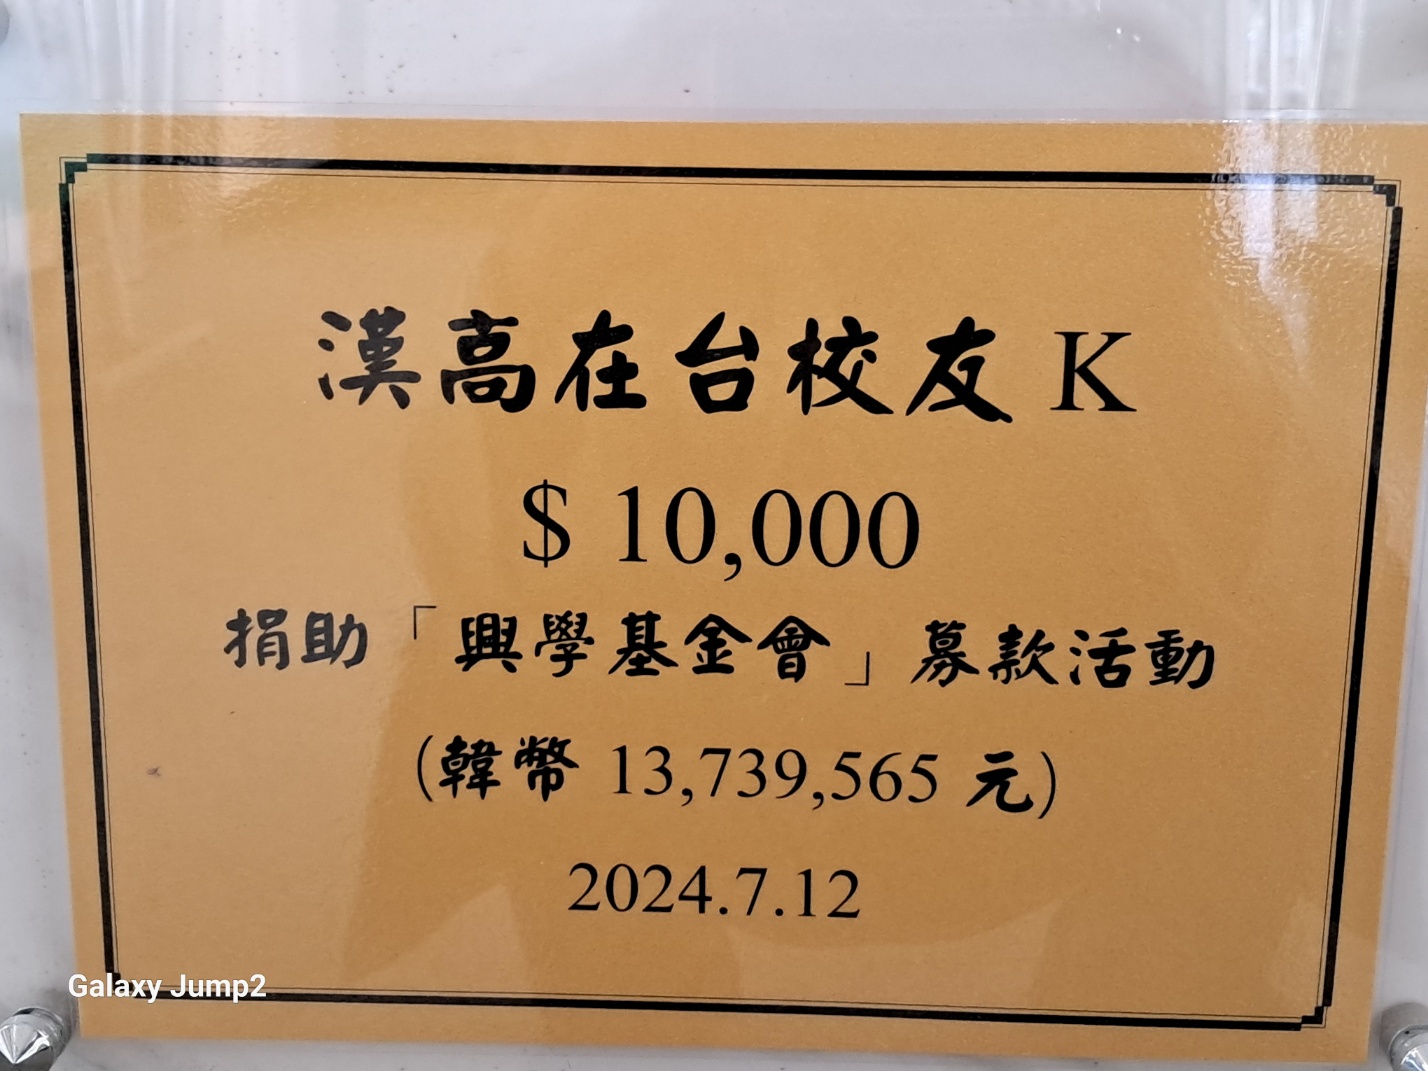 漢高在台校友 K
$ 10,000
捐助「興學基金會」募款活動
(韓幣 13,739,565 元)
2024.7.12
Galaxy Jump2